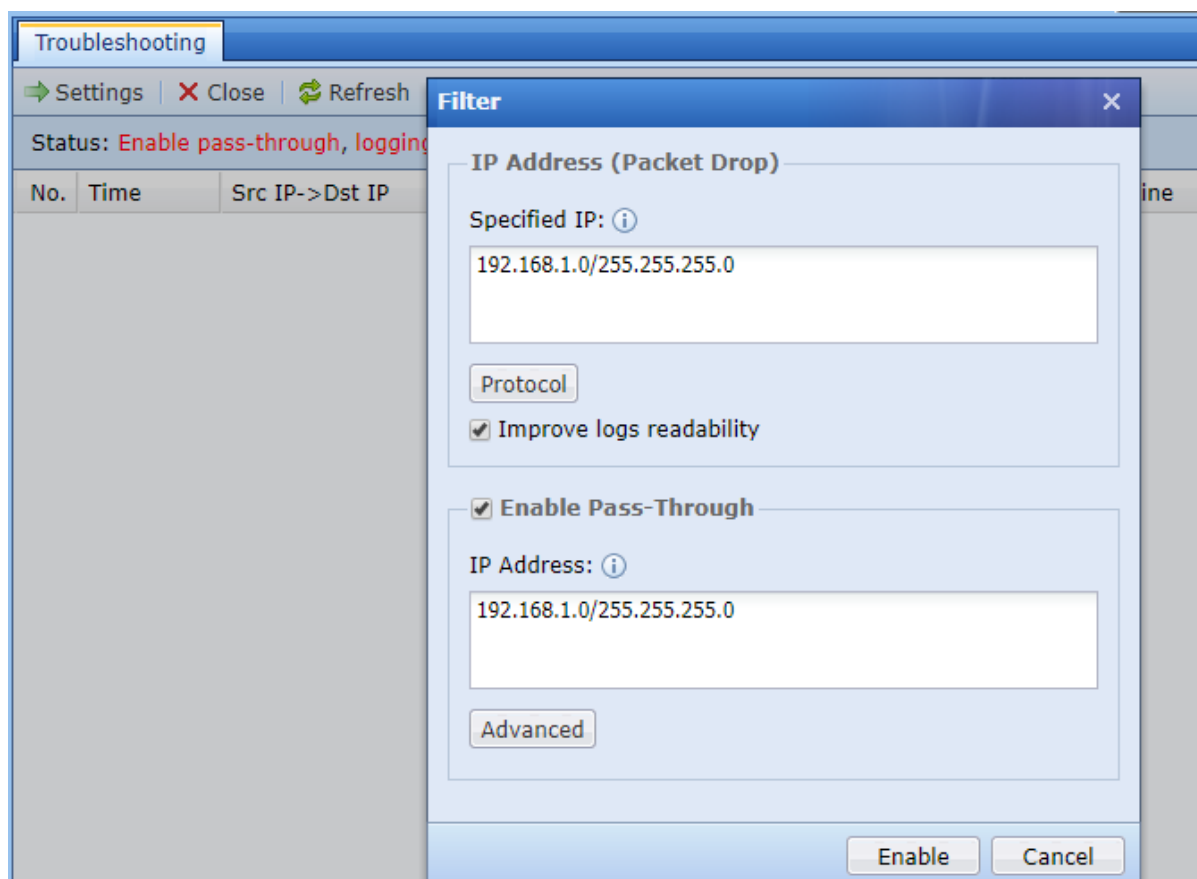 Troubleshooting
Settings Close Refresh
Filter
Status: Enable pass-through, logging
IP Address (Packet Drop)
No. Time Src IP->Dst IP
ine
Specified IP:
192.168.1.0/255.255.255.0
Protocol
Improve logs readability
Enable Pass-Through
IP Address:
192.168.1.0/255.255.255.0
Advanced
Enable Cancel